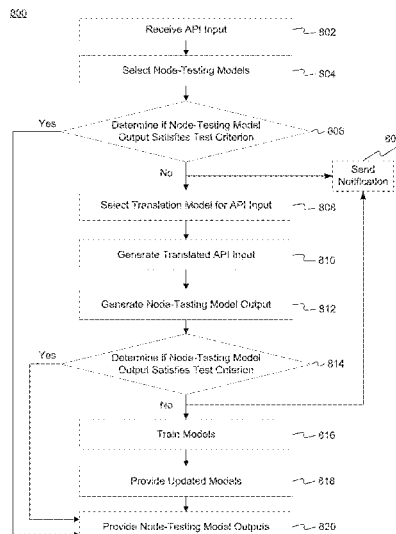 800
Receive API Input
802
Select Node-Testing Models
804
Yes
Determine if Node-Testing Model
Output Satisfies Test Criterion
806
No
Send
Notification
Select Translation Model for API Input
808
Generate Translated API Input
810
Generate Node-Testing Model Output
812
Yes
Determine if Node-Testing Model
Output Satisfies Test Criterion
814
No
Train Models
816
Provide Updated Models
818
Provide Node-Testing Model Outputs
820